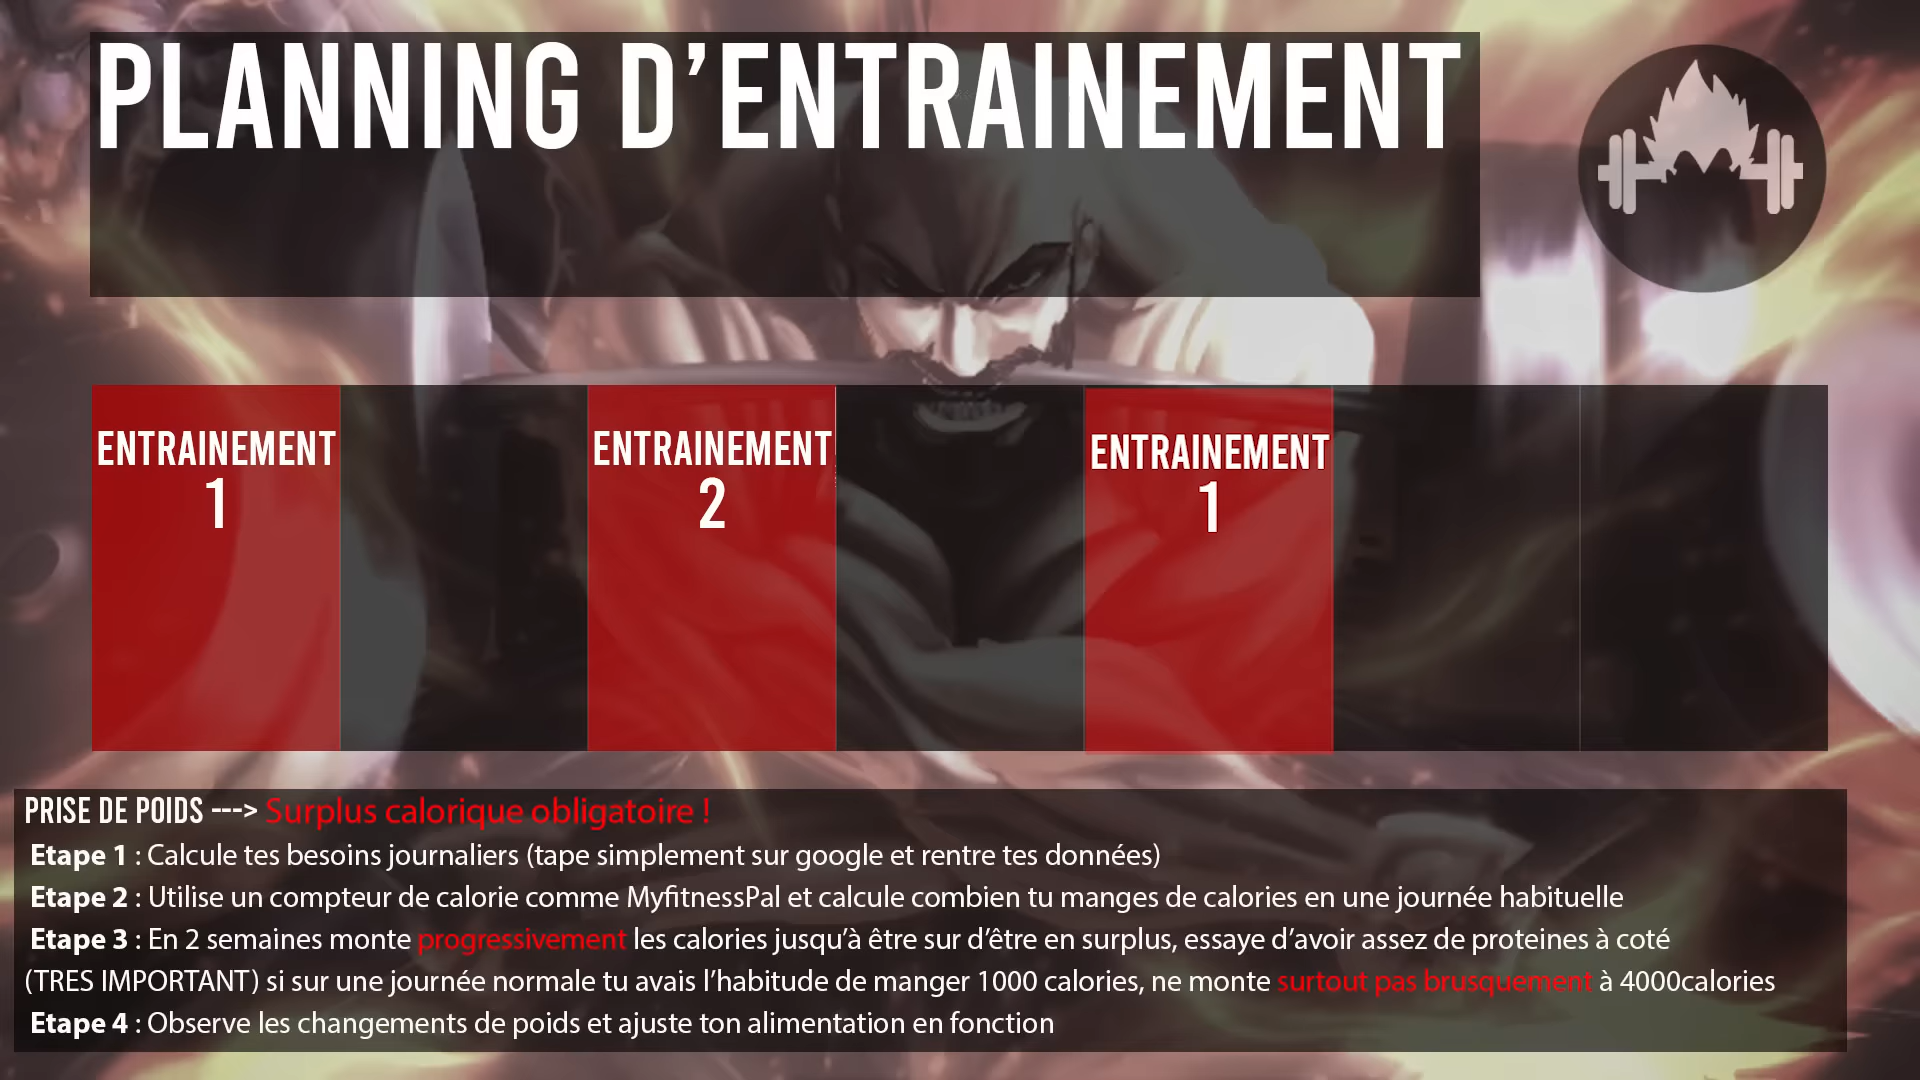 PLANNING D’ENTRAINEMENT
ENTRAINEMENT
1
ENTRAINEMENT
2
ENTRAINEMENT
1
PRISE DE POIDS ---> Surplus calorique obligatoire !
Etape 1 : Calcule tes besoins journaliers (tape simplement sur google et rentre tes données)
Etape 2 : Utilise un compteur de calorie comme MyfitnessPal et calcule combien tu manges de calories en une journée habituelle
Etape 3 : En 2 semaines monte progressivement les calories jusqu’à être sur d’être en surplus, essaye d’avoir assez de proteines à coté
(TRES IMPORTANT) si sur une journée normale tu avais l’habitude de manger 1000 calories, ne monte surtout pas brusquement à 4000calories
Etape 4 : Observe les changements de poids et ajuste ton alimentation en fonction